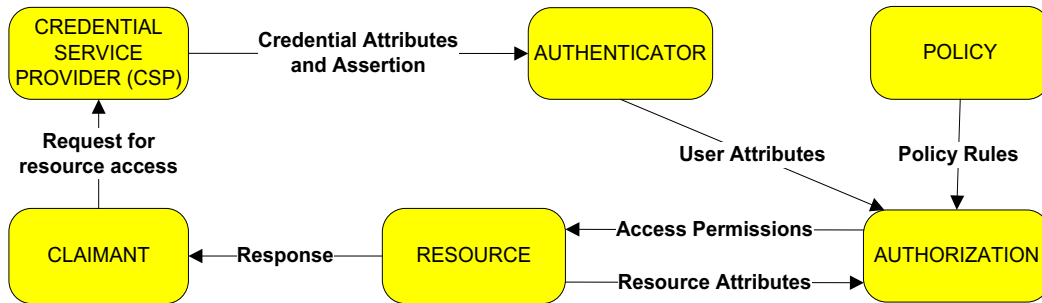 CREDENTIAL
SERVICE
PROVIDER (CSP)
Credential Attributes
and Assertion
AUTHENTICATOR
POLICY
Request for
resource access
User Attributes
Policy Rules
CLAIMANT
Response
RESOURCE
Access Permissions
Resource Attributes
AUTHORIZATION